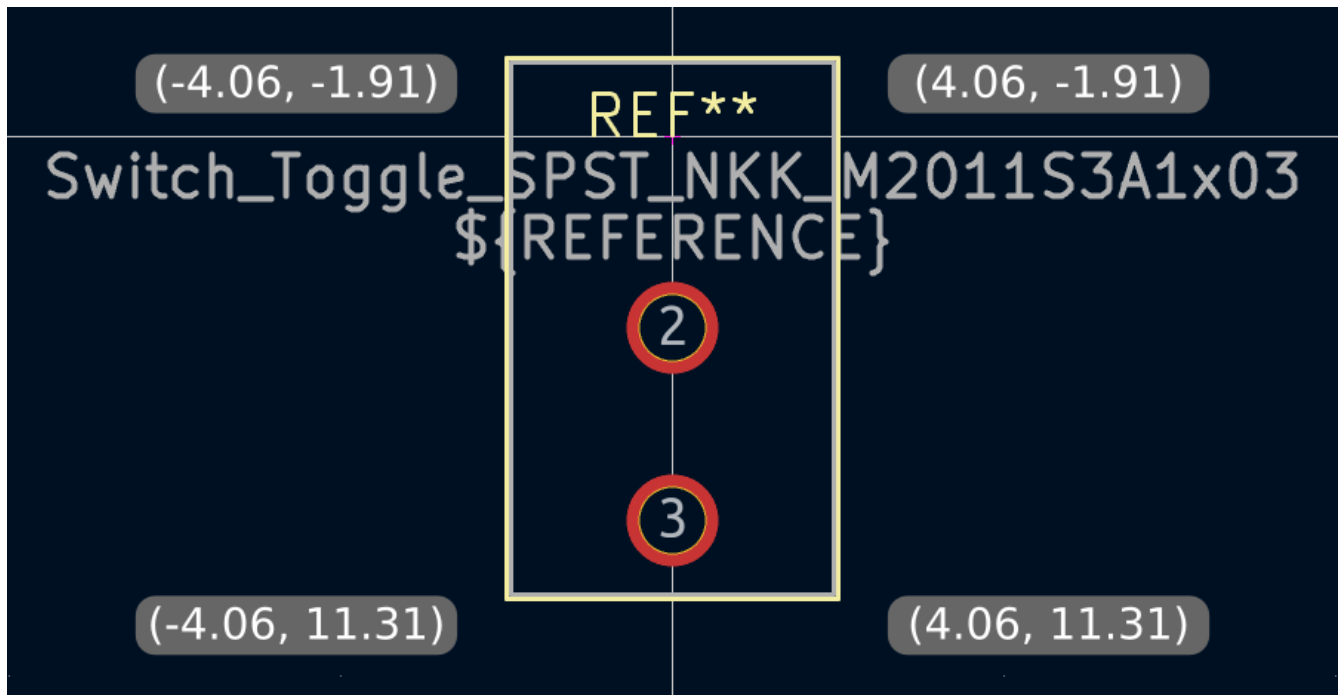 (-4.06, -1.91) (4.06, -1.91)
REF**
Switch_Toggle_SPST_NKK_M2011S3A1x03
${REFERENCE}
2
3
(-4.06, 11.31) (4.06, 11.31)